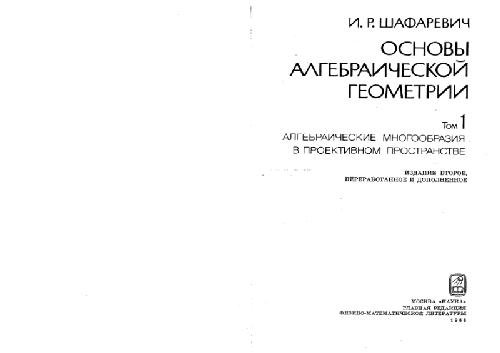 И. Р. ШАФАРЕВИЧ
ОСНОВЫ
АЛГЕБРАИЧЕСКОЙ
ГЕОМЕТРИИ
Том 1
АЛГЕБРАИЧЕСКИЕ МНОГООБРАЗИЯ
В ПРОЕКТИВНОМ ПРОСТРАНСТВЕ
ИЗДАНИЕ ВТОРОЕ,
ПЕРЕРАБОТАННОЕ И ДОПОЛНЕННОЕ
МОСКВА «НАУКА»
ГЛАВНАЯ РЕДАКЦИЯ
ФИЗИКО-МАТЕМАТИЧЕСКОЙ ЛИТЕРАТУРЫ